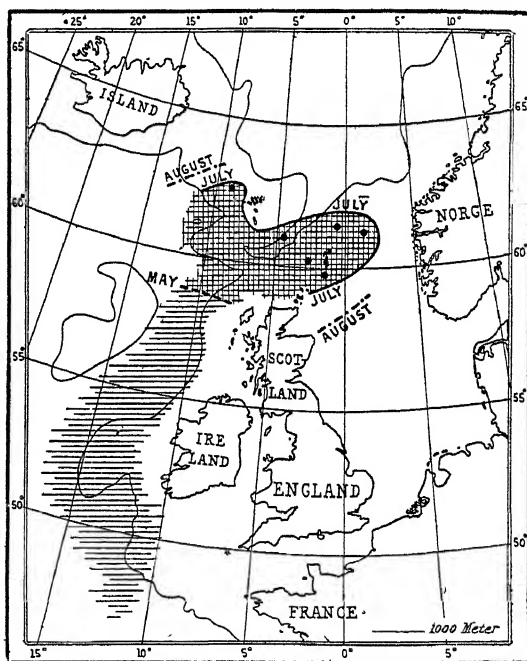 25° 20° 15° 10° 5° 0° 5° 10°
65°
65°
ISLAND
AUGUST
JULY
JULY
60°
60°
NORGE
MAY
JULY
AUGUST
SCOT
LAND
55°
55°
IRE
LAND
ENGLAND
50°
50°
FRANCE
1000 Meter
15° 10° 5° 0° 5°